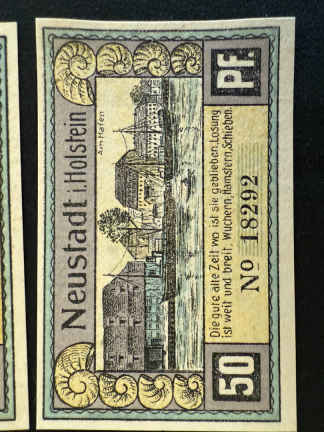 Neustadt i. Holstein
Am Hafen
Die gute alte Zeit wo ist sie geblieben. Losung
ist weit und breit. Wuchern, Hamstern, Schieben.
50
No 18292
Pf.